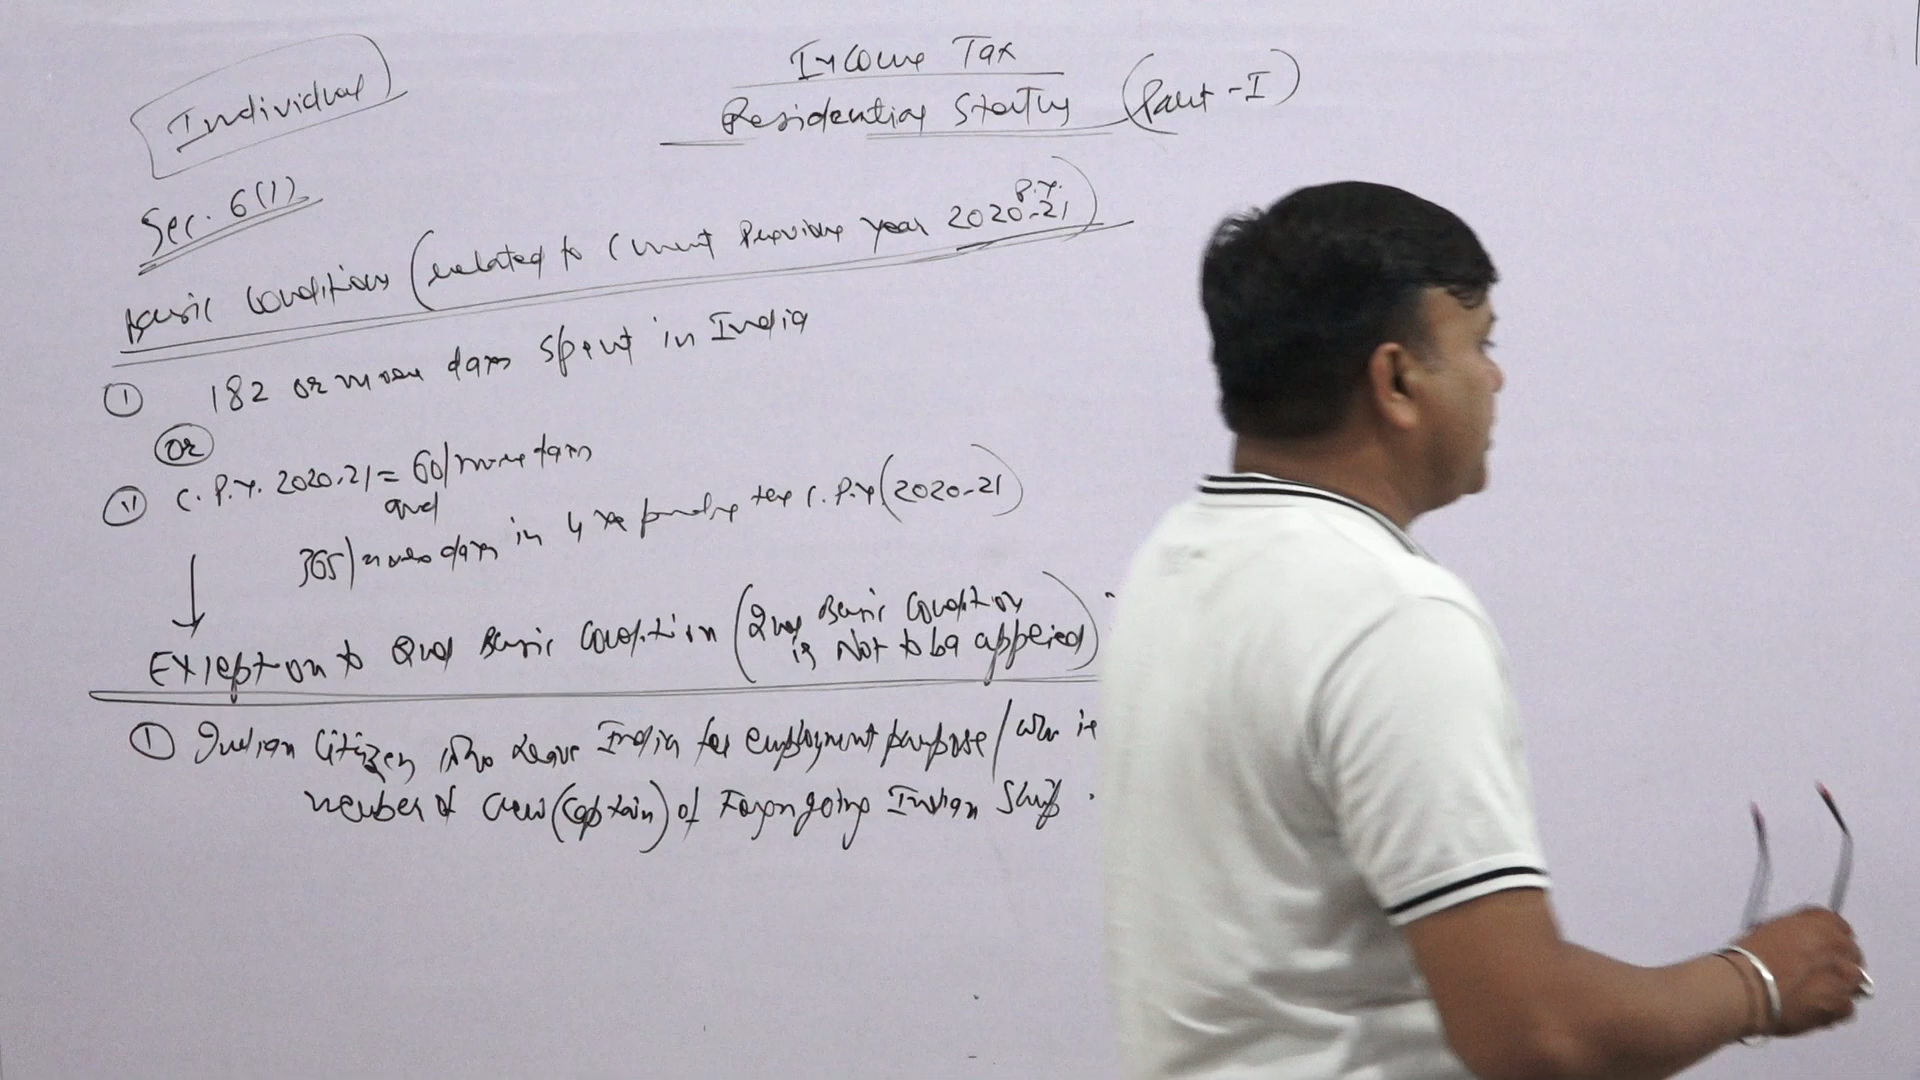 Income Tax
Residential Status (Part-I)
Individual
Sec. 6(1)
Basic Conditions (related to Current Previous year P.Y. 2020-21)
① 182 or more days spent in India
or
② C.P.Y. 2020-21 = 60/more days
and
365/more days in 4 yrs preceding the C.P.Y (2020-21)
Exception to 2nd Basic Condition (2nd Basic Condition is Not to be applied)
① Indian Citizen who leave India for employment purpose/who is
member of crew (captain) of Foreign going Indian Ship.